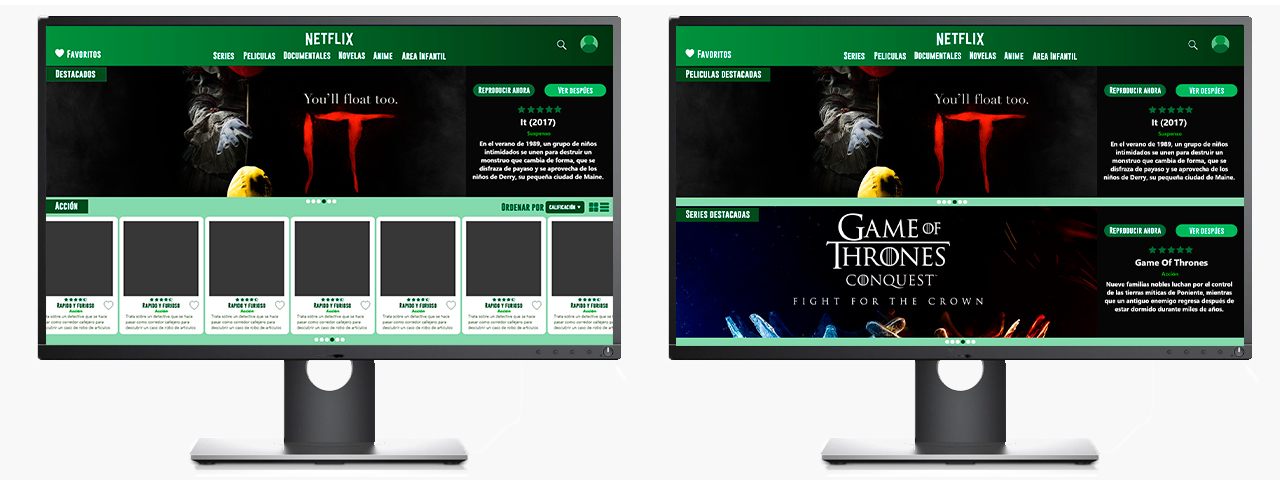 NETFLIX
Favoritos
Series Peliculas Documentales Novelas Anime Area Infantil
Destacados
You'll float too.
IT
Reproducir ahora
Ver despúes
It (2017)
Suspenso
En el verano de 1989, un grupo de niños
intimidados se unen para destruir un
monstruo que cambia de forma, que se
disfraza de payaso y se aprovecha de los
niños de Derry, su pequeña ciudad de Maine.
Acción
Ordenar por
Calificación
Rapido y furioso
Acción
Trata sobre un detective que se hace
pasar como corredor callejero para
descubrir un caso de robo de articulos
Rapido y furioso
Acción
Trata sobre un detective que se hace
pasar como corredor callejero para
descubrir un caso de robo de articulos
Rapido y furioso
Acción
Trata sobre un detective que se hace
pasar como corredor callejero para
descubrir un caso de robo de articulos
Rapido y furioso
Acción
Trata sobre un detective que se hace
pasar como corredor callejero para
descubrir un caso de robo de articulos
Rapido y furioso
Acción
Trata sobre un detective que se hace
pasar como corredor callejero para
descubrir un caso de robo de articulos
Rapido y furioso
Acción
Trata sobre un detective que se hace
pasar como corredor callejero para
descubrir un caso de robo de articulos
Rapido y furi
Acción
Trata sobre un detective que
pasar como corredor callejero
descubrir un caso de robo de
NETFLIX
Favoritos
Series Peliculas Documentales Novelas Anime Area Infantil
Peliculas destacadas
You'll float too.
IT
Reproducir ahora
Ver despúes
It (2017)
Suspenso
En el verano de 1989, un grupo de niños
intimidados se unen para destruir un
monstruo que cambia de forma, que se
disfraza de payaso y se aprovecha de los
niños de Derry, su pequeña ciudad de Maine.
Series destacadas
GAME OF
THRONES
CONQUEST
FIGHT FOR THE CROWN
Reproducir ahora
Ver despúes
Game Of Thrones
Acción
Nueve familias nobles luchan por el control
de las tierras míticas de Poniente, mientras
que un antiguo enemigo regresa después de
estar dormido durante miles de años.